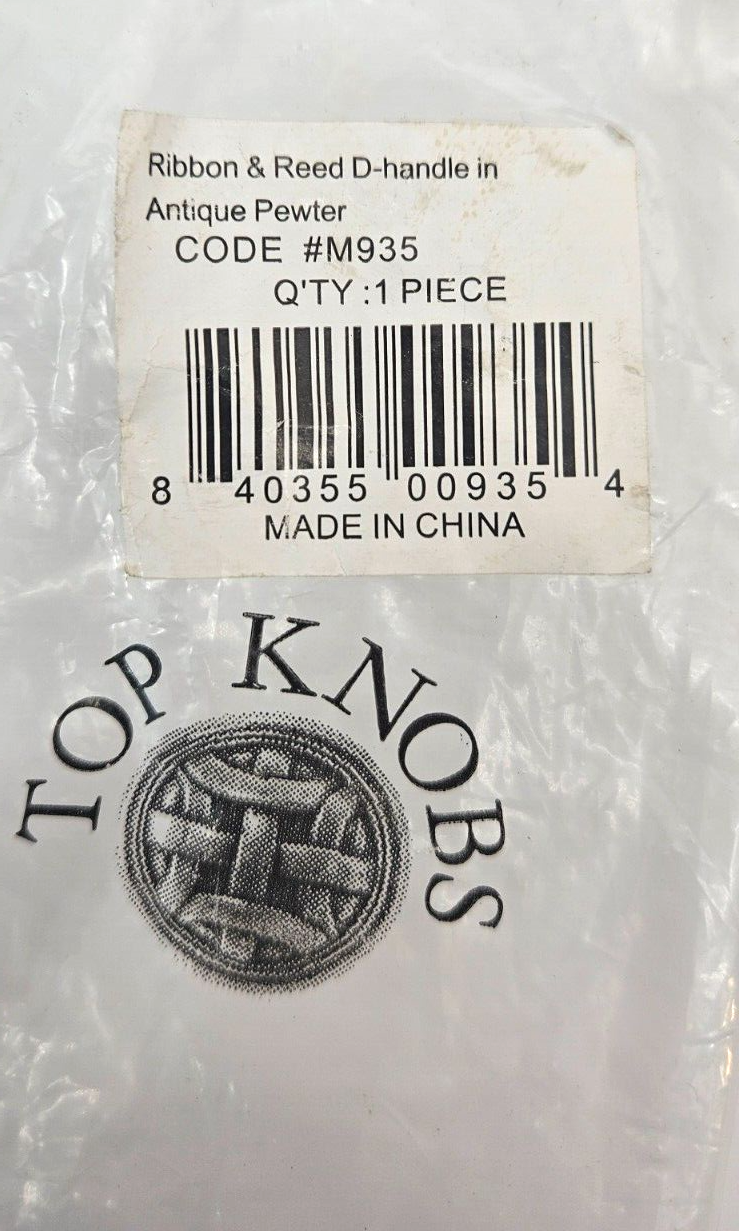 Ribbon & Reed D-handle in
Antique Pewter
CODE #M935
Q'TY :1 PIECE
8 40355 00935 4
MADE IN CHINA
TOP KNOBS